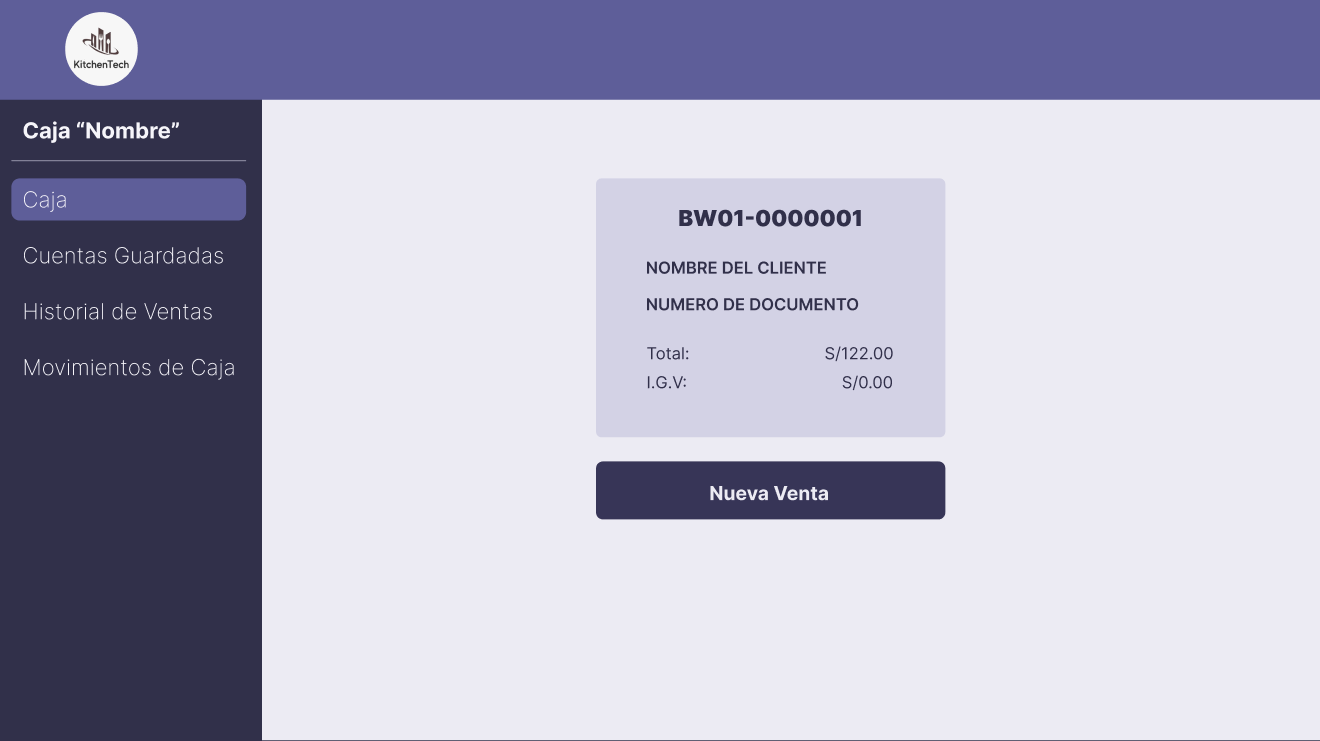 KitchenTech
Caja “Nombre”
Caja
Cuentas Guardadas
Historial de Ventas
Movimientos de Caja
BW01-0000001
NOMBRE DEL CLIENTE
NUMERO DE DOCUMENTO
Total: S/122.00
I.G.V: S/0.00
Nueva Venta